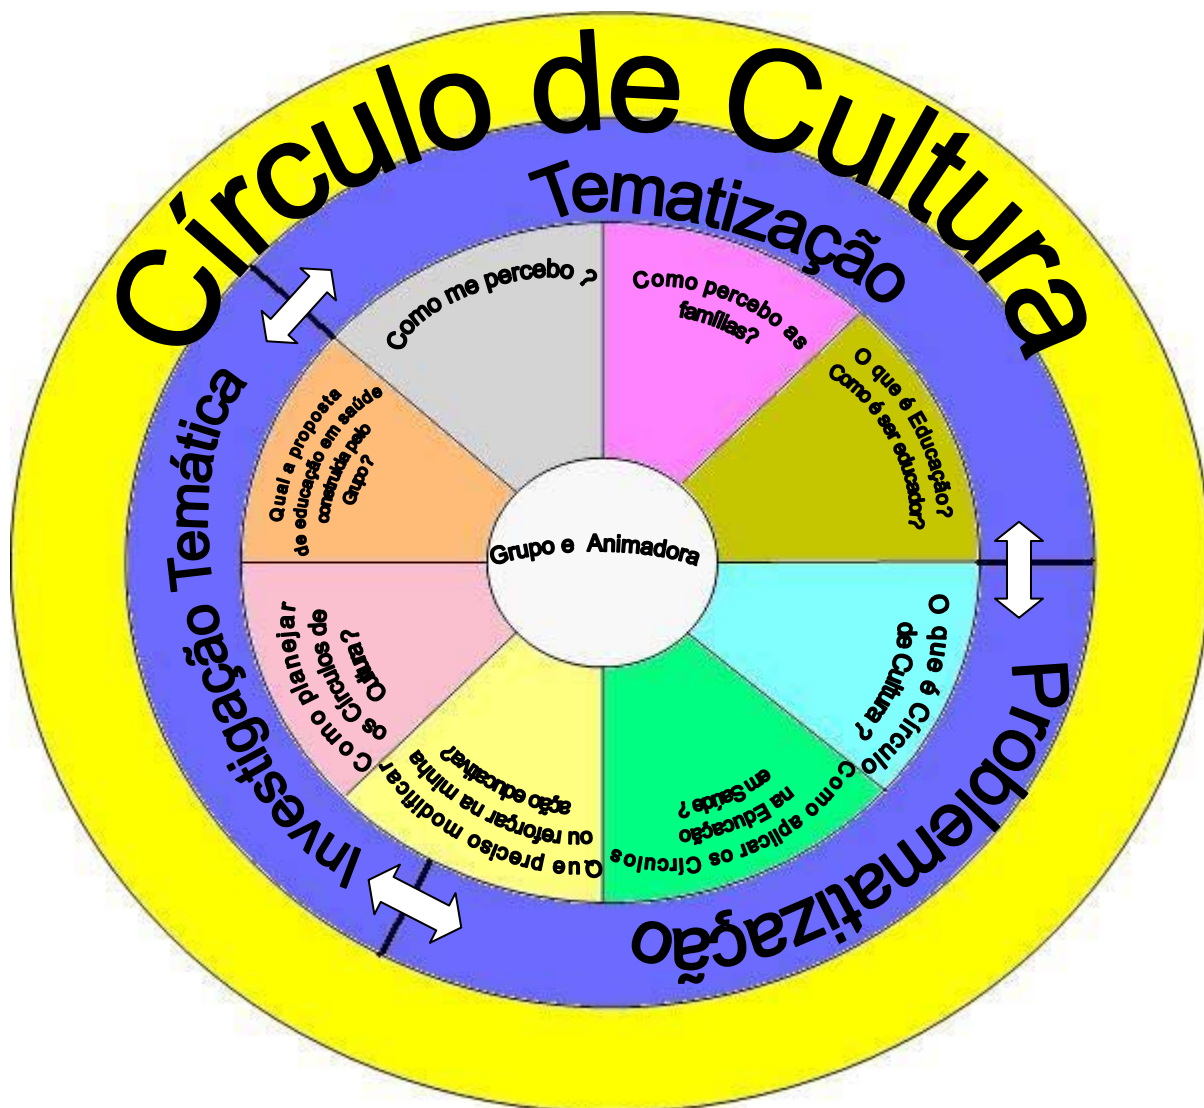 Círculo de Cultura
Tematização
Como me percebo ?
Como percebo as
famílias?
O que é Educação?
Como é ser educador?
Problematização
O que é Círculo
de Cultura ?
Como aplicar os Círculos
na Educação
em Saúde ?
Que preciso modificar
ou reforçar na minha
ação educativa?
Investigação Temática
Como planejar
os Círculos de
Cultura?
Qual a proposta
de educação em saúde
construída pelo
Grupo ?
Grupo e Animadora